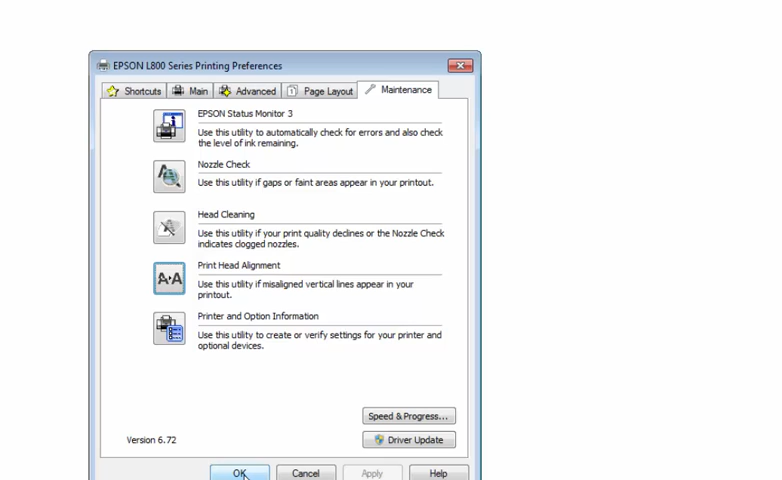 EPSON L800 Series Printing Preferences
Shortcuts Main Advanced Page Layout Maintenance
EPSON Status Monitor 3
Use this utility to automatically check for errors and also check
the level of ink remaining.
Nozzle Check
Use this utility if gaps or faint areas appear in your printout.
Head Cleaning
Use this utility if your print quality declines or the Nozzle Check
indicates clogged nozzles.
Print Head Alignment
A A
Use this utility if misaligned vertical lines appear in your
printout.
Printer and Option Information
Use this utility to create or verify settings for your printer and
optional devices.
Speed & Progress...
Version 6.72 Driver Update
OK Cancel Apply Help